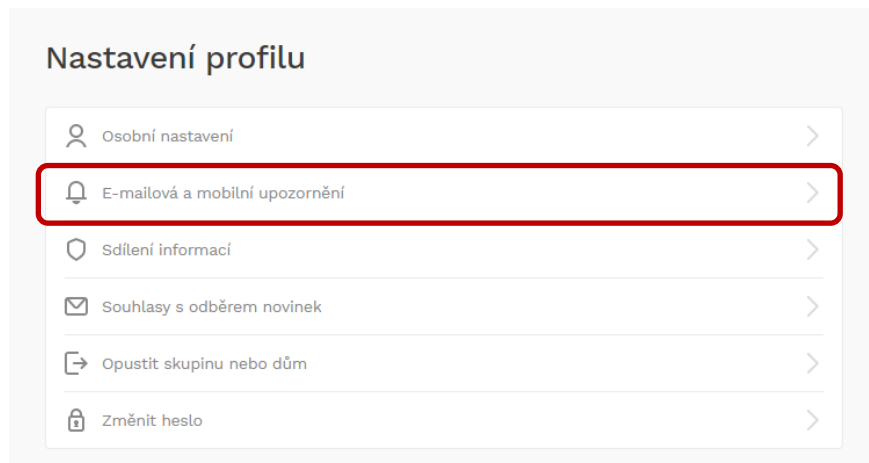 Nastavení profilu
Osobní nastavení
E-mailová a mobilní upozornění
Sdílení informací
Souhlasy s odběrem novinek
Opustit skupinu nebo dům
Změnit heslo